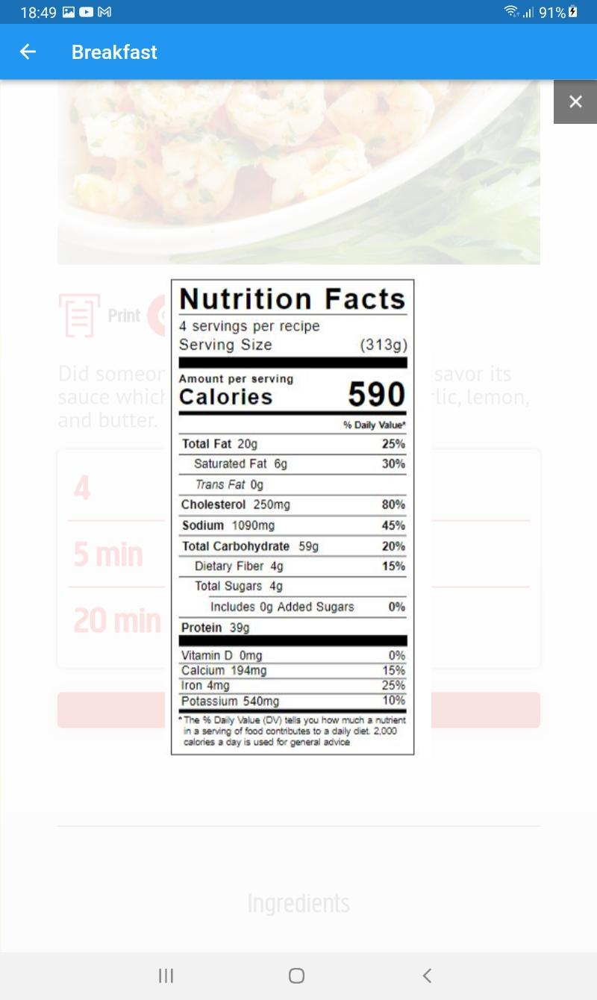 18:49 91%
Breakfast
Print
Nutrition Facts
4 servings per recipe
Serving Size (313g)
Did someon savor its
sauce which rlic, lemon,
and butter.
Amount per serving
Calories 590
% Daily Value*
Total Fat 20g 25%
Saturated Fat 6g 30%
Trans Fat 0g
Cholesterol 250mg 80%
Sodium 1090mg 45%
Total Carbohydrate 59g 20%
Dietary Fiber 4g 15%
Total Sugars 4g
Includes 0g Added Sugars 0%
Protein 39g
Vitamin D 0mg 0%
Calcium 194mg 15%
Iron 4mg 25%
Potassium 540mg 10%
* The % Daily Value (DV) tells you how much a nutrient
in a serving of food contributes to a daily diet. 2,000
calories a day is used for general advice
4
5 min
20 min
Ingredients